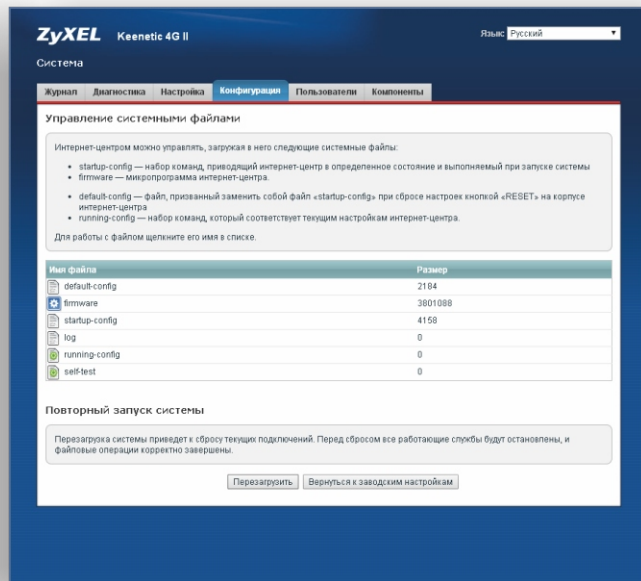 ZyXEL Keenetic 4G II
Язык: Русский
Система
Журнал Диагностика Настройка Конфигурация Пользователи Компоненты
Управление системными файлами
Интернет-центром можно управлять, загружая в него следующие системные файлы:
• startup-config — набор команд, приводящий интернет-центр в определенное состояние и выполняемый при запуске системы
• firmware — микропрограмма интернет-центра.
• default-config — файл, призванный заменить собой файл «startup-config» при сбросе настроек кнопкой «RESET» на корпусе
интернет-центра
• running-config — набор команд, который соответствует текущим настройкам интернет-центра.
Для работы с файлом щелкните его имя в списке.
Имя файла Размер
default-config 2184
firmware 3801088
startup-config 4158
log 0
running-config 0
self-test 0
Повторный запуск системы
Перезагрузка системы приведет к сбросу текущих подключений. Перед сбросом все работающие службы будут остановлены, и
файловые операции корректно завершены.
Перезагрузить Вернуться к заводским настройкам